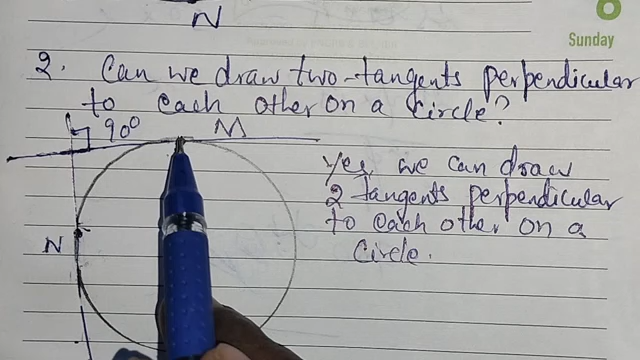 N
8
Sunday
2. Can we draw two-tangents perpendicular
to each other on a circle?
90° M
Yes, we can draw
2 tangents perpendicular
to each other on a
circle.
N